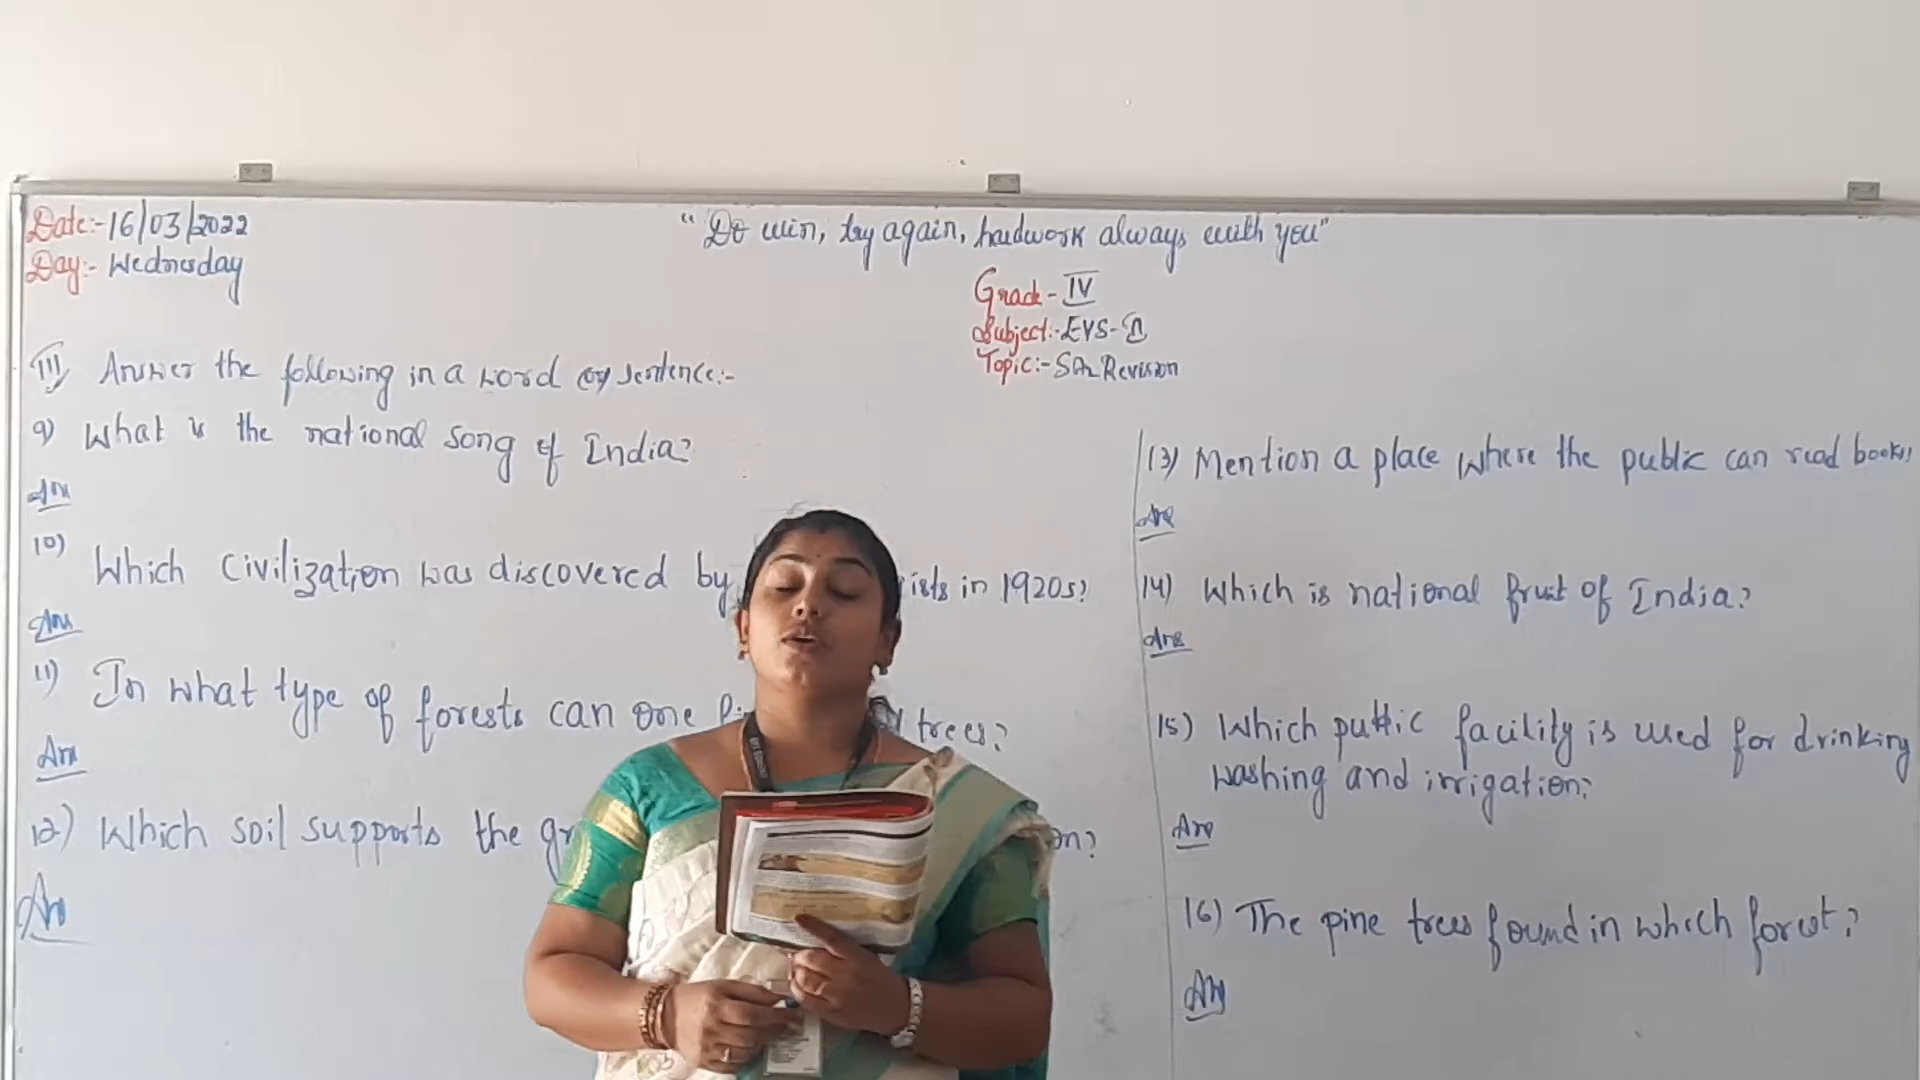 Date:- 16/03/2022
Day:- Wednesday
"Do win, try again, hardwork always with you"
Grade - IV
Subject:- EVS-II
Topic:- SA2 Revision
III) Answer the following in a word or sentence:-
9) What is the national song of India?
Ans
10) Which civilization was discovered by in 1920s?
Ans
11) In what type of forests can one trees?
Ans
12) Which soil supports the
Ans
13) Mention a place where the public can read books?
Ans
14) Which is national fruit of India?
Ans
15) Which public facility is used for drinking
washing and irrigation?
Ans
16) The pine trees found in which forest?
Ans